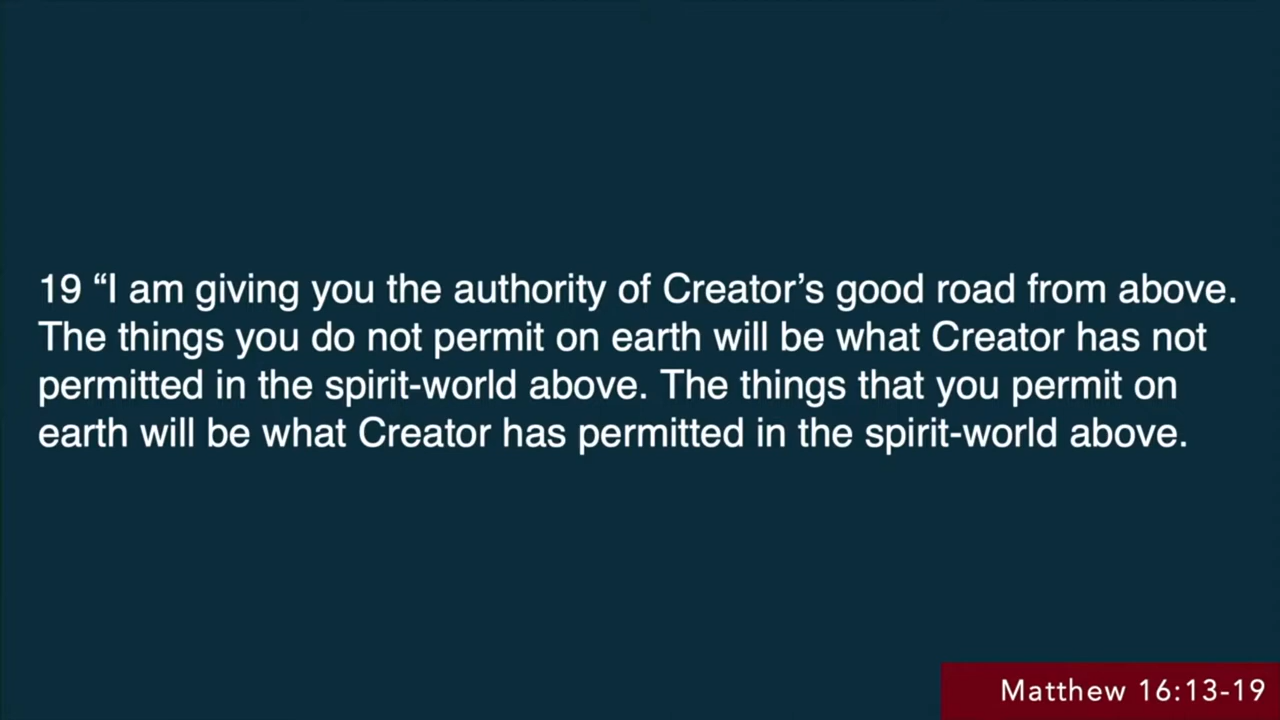 19 “I am giving you the authority of Creator’s good road from above.
The things you do not permit on earth will be what Creator has not
permitted in the spirit-world above. The things that you permit on
earth will be what Creator has permitted in the spirit-world above.
Matthew 16:13-19